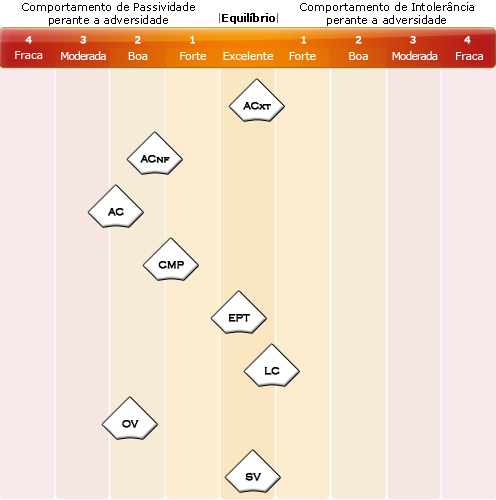 Comportamento de Passividade
perante a adversidade
|Equilíbrio|
Comportamento de Intolerância
perante a adversidade
4 3 2 1 1 2 3 4
Fraca Moderada Boa Forte Excelente Forte Boa Moderada Fraca
ACXT
ACNF
AC
CMP
EPT
LC
OV
SV